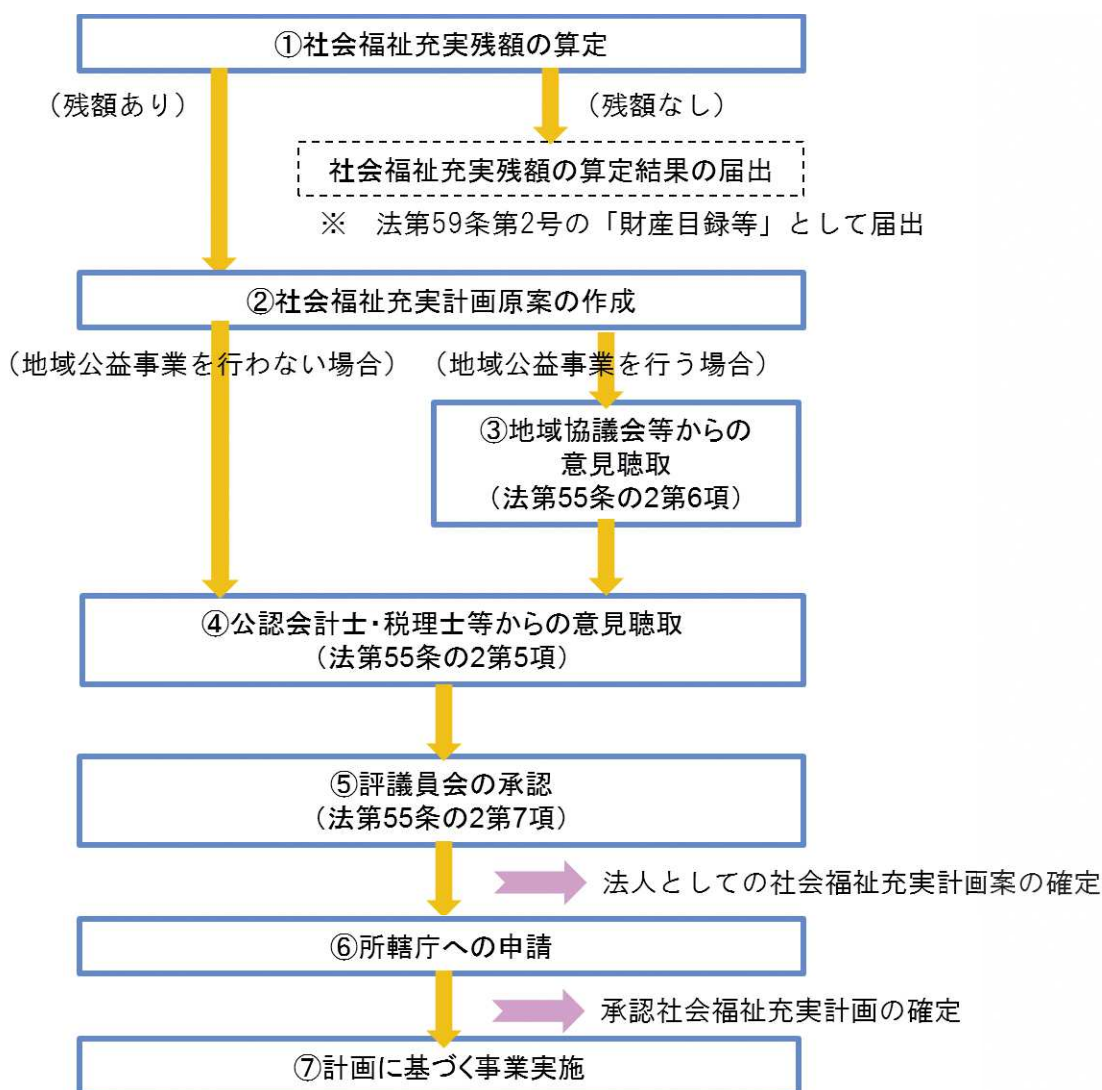 ①社会福祉充実残額の算定
（残額あり）
（残額なし）
社会福祉充実残額の算定結果の届出
※　法第59条第2号の「財産目録等」として届出
②社会福祉充実計画原案の作成
（地域公益事業を行わない場合）
（地域公益事業を行う場合）
③地域協議会等からの
意見聴取
（法第55条の2第6項）
④公認会計士・税理士等からの意見聴取
（法第55条の2第5項）
⑤評議員会の承認
（法第55条の2第7項）
法人としての社会福祉充実計画案の確定
⑥所轄庁への申請
承認社会福祉充実計画の確定
⑦計画に基づく事業実施